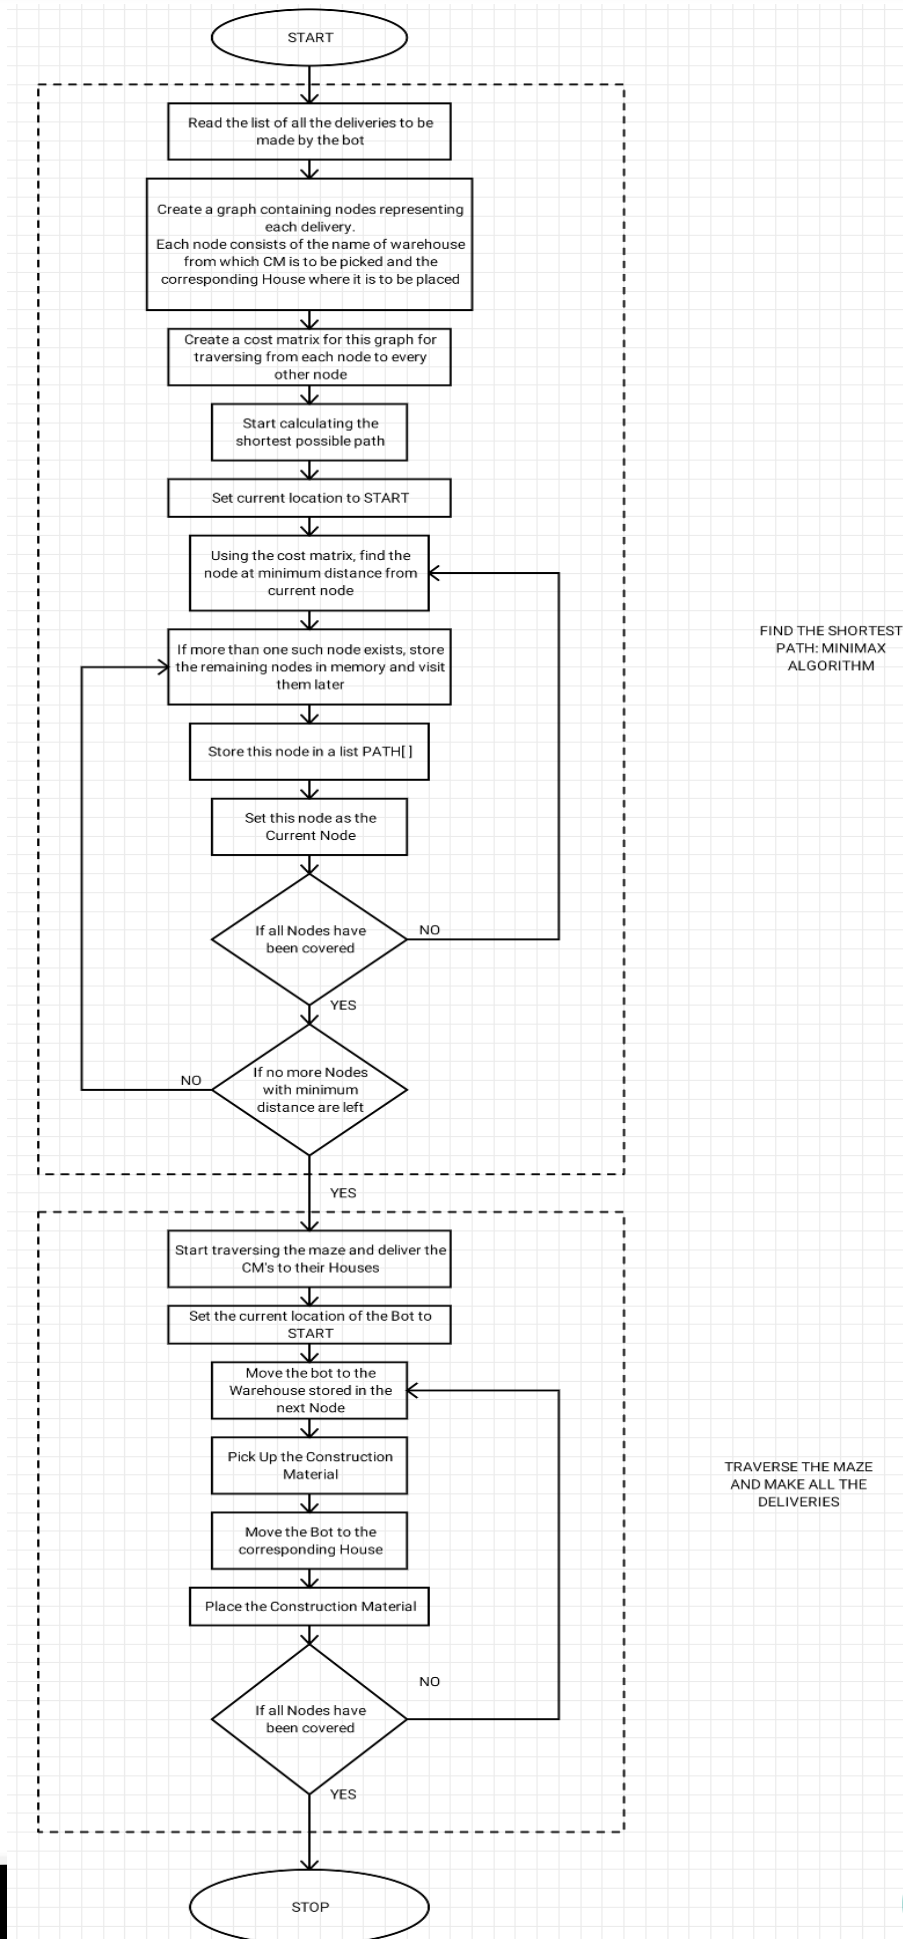 START
Read the list of all the deliveries to be
made by the bot
Create a graph containing nodes representing
each delivery.
Each node consists of the name of warehouse
from which CM is to be picked and the
corresponding House where it is to be placed
Create a cost matrix for this graph for
traversing from each node to every
other node
Start calculating the
shortest possible path
Set current location to START
Using the cost matrix, find the
node at minimum distance from
current node
FIND THE SHORTEST
PATH: MINIMAX
ALGORITHM
If more than one such node exists, store
the remaining nodes in memory and visit
them later
Store this node in a list PATH[ ]
Set this node as the
Current Node
If all Nodes have
been covered
NO
YES
If no more Nodes
with minimum
distance are left
NO
YES
Start traversing the maze and deliver the
CM's to their Houses
Set the current location of the Bot to
START
Move the bot to the
Warehouse stored in the
next Node
Pick Up the Construction
Material
TRAVERSE THE MAZE
AND MAKE ALL THE
DELIVERIES
Move the Bot to the
corresponding House
Place the Construction Material
If all Nodes have
been covered
NO
YES
STOP